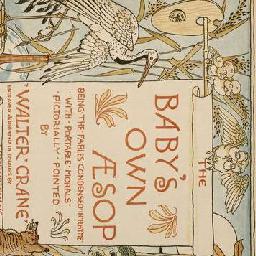 THE
BABY'S
OWN
ÆSOP
BEING THE FABLES CONDENSED IN RHYME
WITH PORTABLE MORALS
PICTORIALLY POINTED
BY
WALTER CRANE